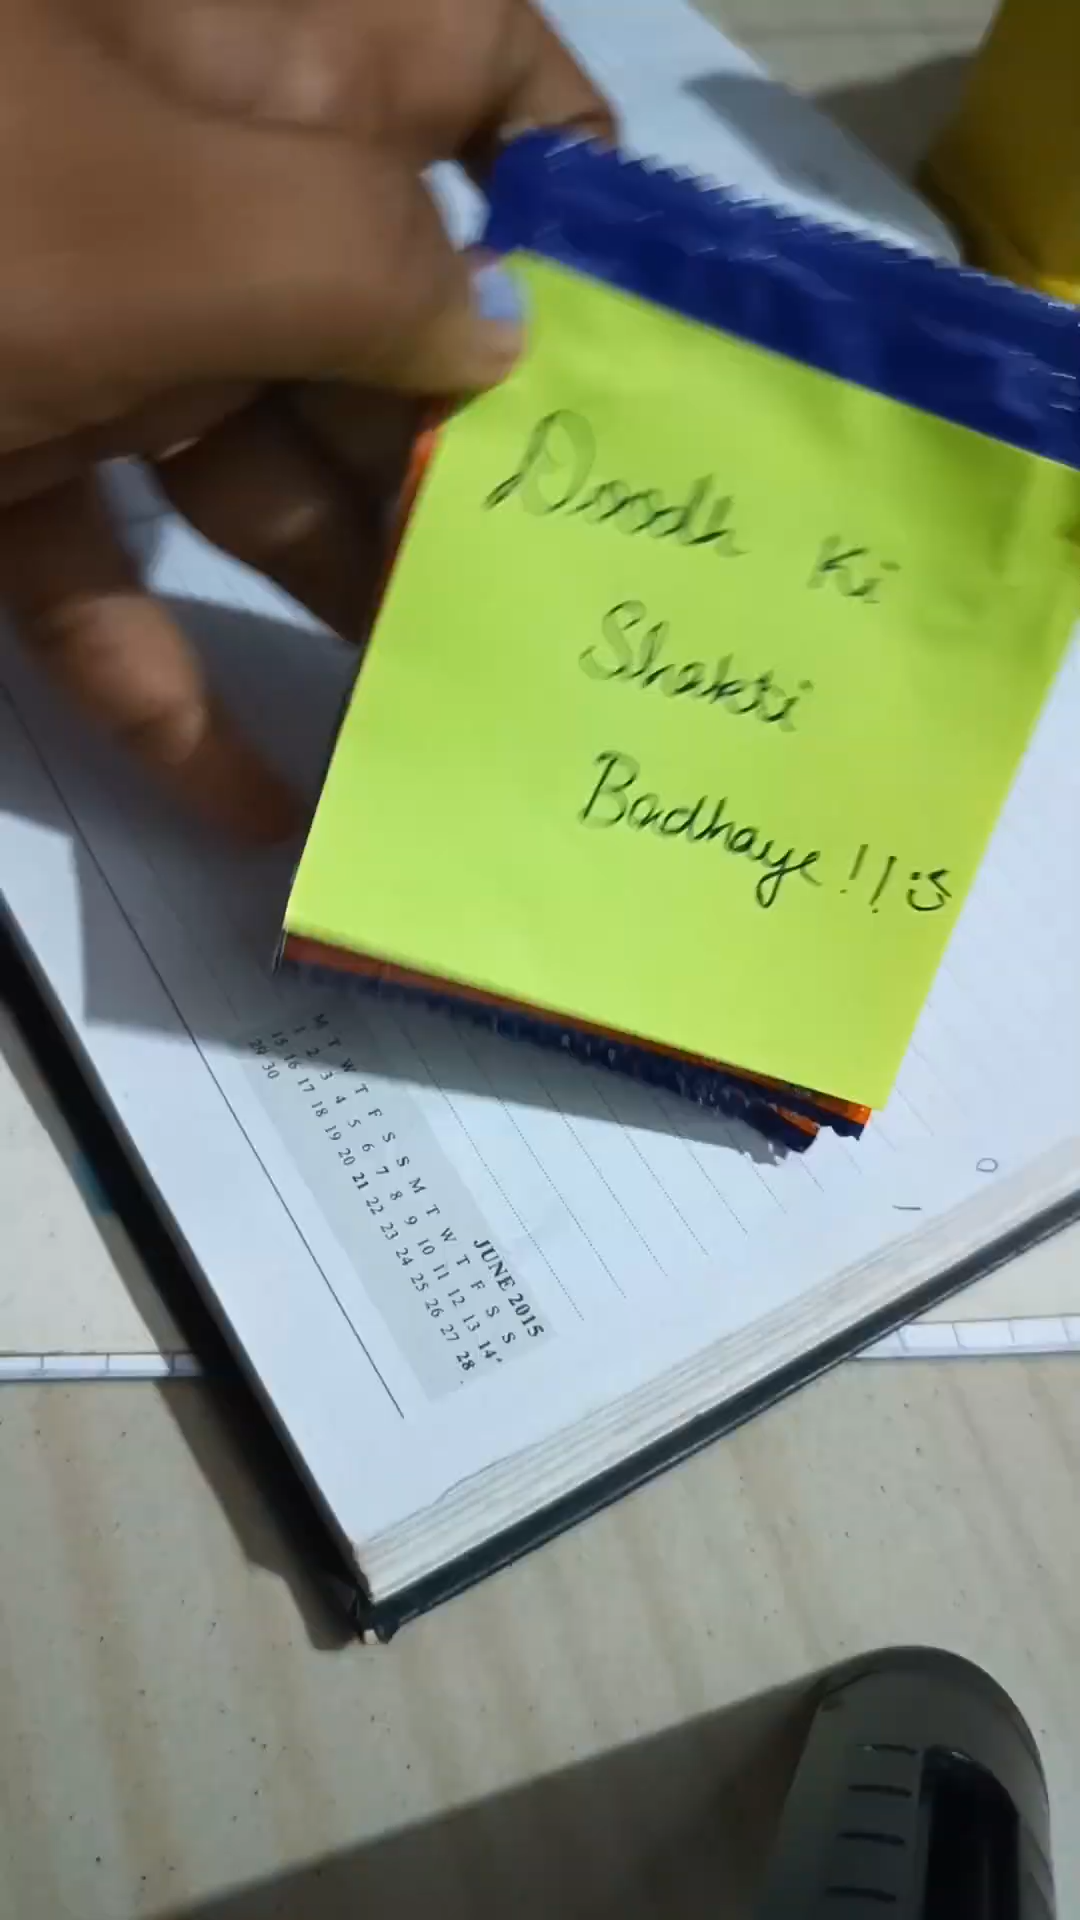 Doodh Ki
Shakti
Badhaye!!
JUNE 2015
M T W T F S S M T W T F S S
1 2 3 4 5 6 7 8 9 10 11 12 13 14
15 16 17 18 19 20 21 22 23 24 25 26 27 28
29 30